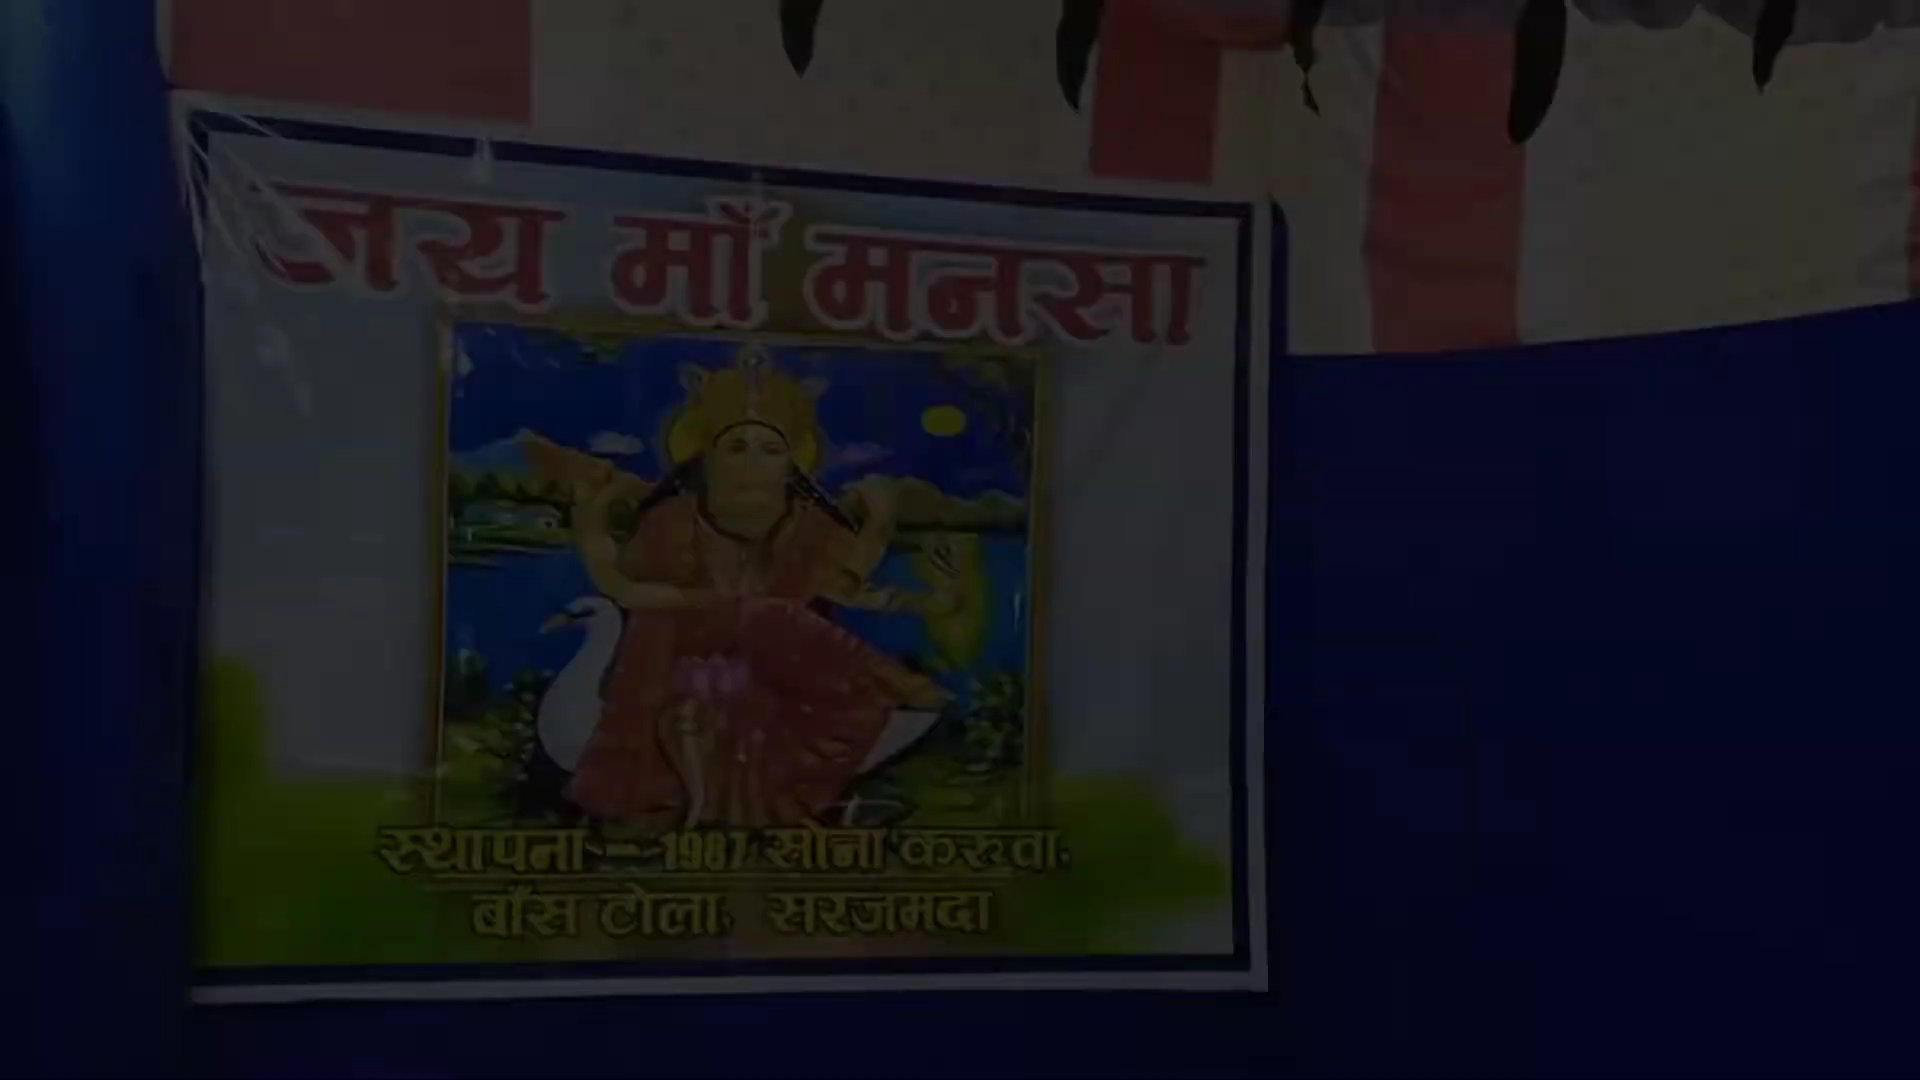 जय माँ मनसा
स्थापना - 1987 सोना करुवा,
बाँस टोला, सरजमदा